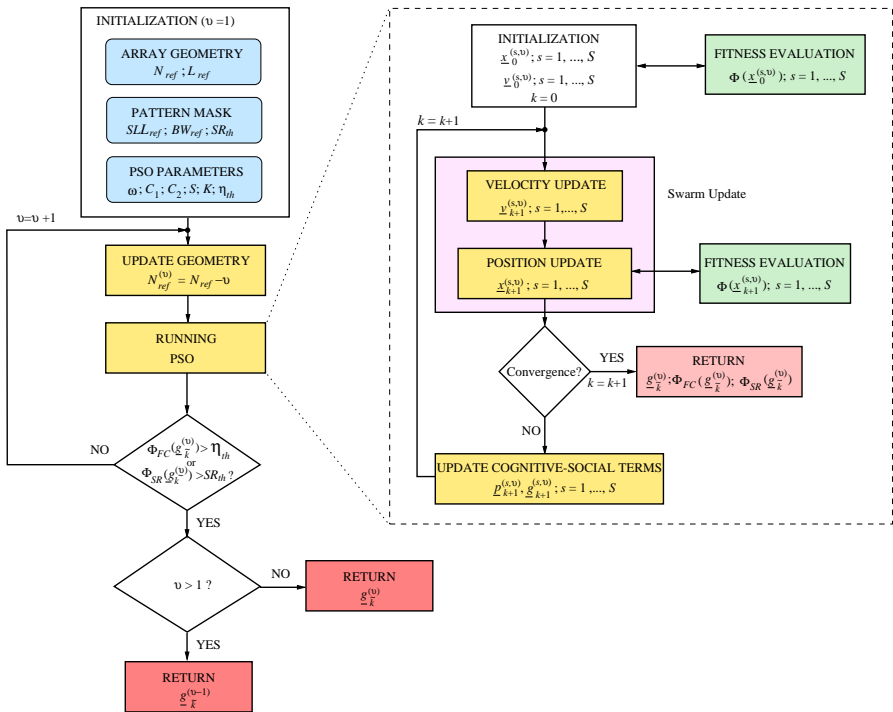 INITIALIZATION (υ =1)
ARRAY GEOMETRY
N_ref ; L_ref
PATTERN MASK
SLL_ref ; BW_ref ; SR_th
PSO PARAMETERS
ω ; C_1 ; C_2 ; S ; K ; η_th
υ=υ +1
UPDATE GEOMETRY
N_ref^(υ) = N_ref −υ
RUNNING
PSO
Φ_FC(g_k̃^(υ)) > η_th
or
Φ_SR(g_k̃^(υ)) > SR_th ?
NO
YES
υ > 1 ?
NO
RETURN
g_k̃^(υ)
YES
RETURN
g_k̃^(υ−1)
INITIALIZATION
x_0^(s,υ) ; s = 1, ..., S
v_0^(s,υ) ; s = 1, ..., S
k = 0
FITNESS EVALUATION
Φ(x_0^(s,υ)); s = 1, ..., S
k = k+1
VELOCITY UPDATE
v_k+1^(s,υ) ; s = 1,..., S
Swarm Update
POSITION UPDATE
x_k+1^(s,υ) ; s = 1, ..., S
FITNESS EVALUATION
Φ(x_k+1^(s,υ)); s = 1, ..., S
Convergence?
YES
k = k+1
RETURN
g_k̃^(υ) ; Φ_FC(g_k̃^(υ)); Φ_SR(g_k̃^(υ))
NO
UPDATE COGNITIVE-SOCIAL TERMS
p_k+1^(s,υ), g_k+1^(s,υ) ; s = 1 ,..., S